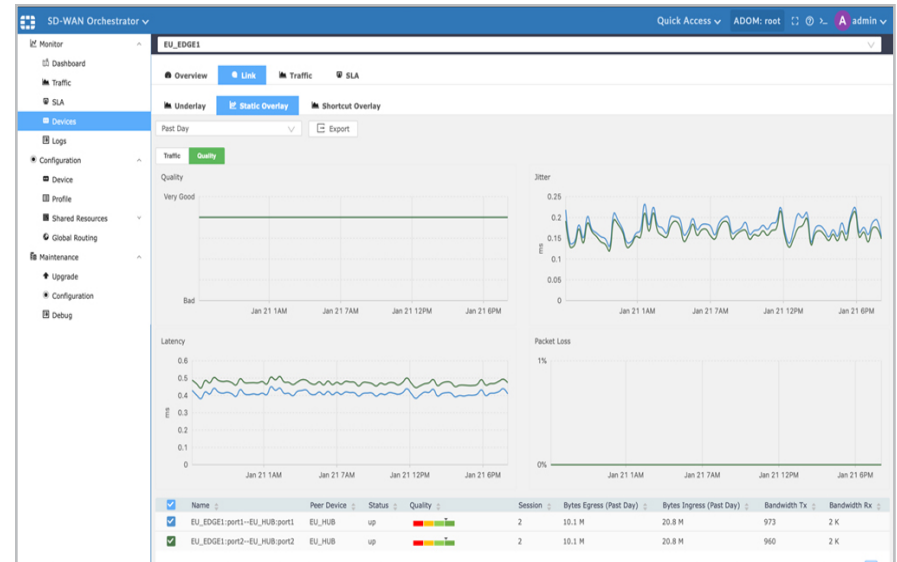 SD-WAN Orchestrator
Quick Access ADOM: root >_ A admin
Monitor
Dashboard
Traffic
SLA
Devices
Logs
Configuration
Device
Profile
Shared Resources
Global Routing
Maintenance
Upgrade
Configuration
Debug
EU_EDGE1
Overview Link Traffic SLA
Underlay Static Overlay Shortcut Overlay
Past Day Export
Traffic Quality
Quality
Very Good
Bad
Jan 21 1AM Jan 21 7AM Jan 21 12PM Jan 21 6PM
Jitter
0.25
0.2
0.15
0.1
0.05
0
ms
Jan 21 1AM Jan 21 7AM Jan 21 12PM Jan 21 6PM
Latency
0.6
0.5
0.4
0.3
0.2
0.1
0
ms
Jan 21 1AM Jan 21 7AM Jan 21 12PM Jan 21 6PM
Packet Loss
1%
0%
Jan 21 1AM Jan 21 7AM Jan 21 12PM Jan 21 6PM
Name Peer Device Status Quality Session Bytes Egress (Past Day) Bytes Ingress (Past Day) Bandwidth Tx Bandwidth Rx
EU_EDGE1:port1--EU_HUB:port1 EU_HUB up 2 10.1 M 20.8 M 973 2 K
EU_EDGE1:port2--EU_HUB:port2 EU_HUB up 2 10.1 M 20.8 M 960 2 K